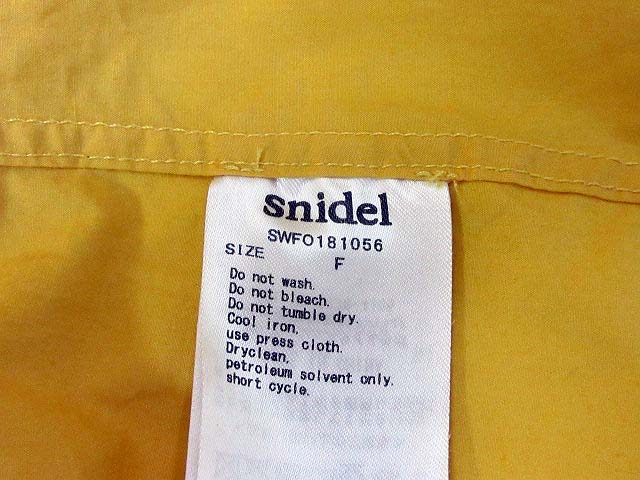 snidel
SWFO181056
SIZE F
Do not wash.
Do not bleach.
Do not tumble dry.
Cool iron,
use press cloth.
Dryclean,
petroleum solvent only.
short cycle.